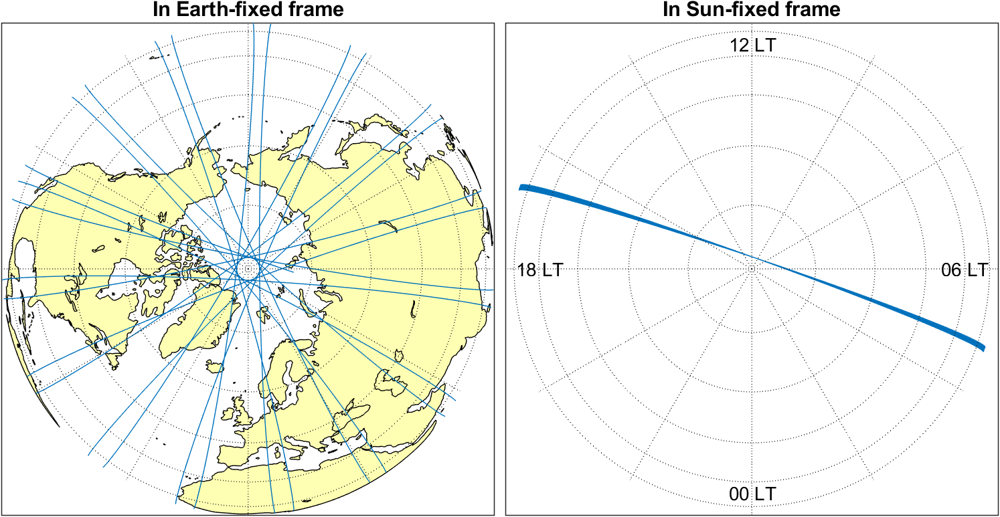 In Earth-fixed frame
In Sun-fixed frame
12 LT
18 LT
06 LT
00 LT